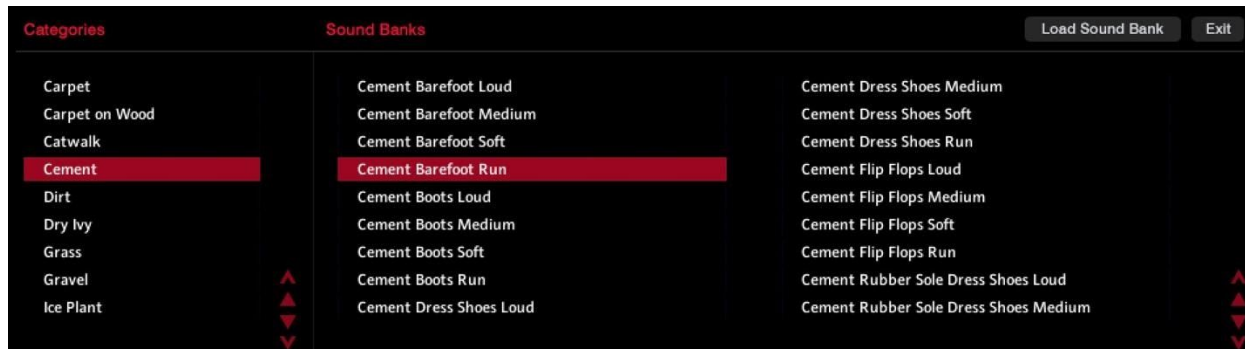 Categories
Sound Banks
Load Sound Bank
Exit
Carpet
Carpet on Wood
Catwalk
Cement
Dirt
Dry Ivy
Grass
Gravel
Ice Plant
Cement Barefoot Loud
Cement Barefoot Medium
Cement Barefoot Soft
Cement Barefoot Run
Cement Boots Loud
Cement Boots Medium
Cement Boots Soft
Cement Boots Run
Cement Dress Shoes Loud
Cement Dress Shoes Medium
Cement Dress Shoes Soft
Cement Dress Shoes Run
Cement Flip Flops Loud
Cement Flip Flops Medium
Cement Flip Flops Soft
Cement Flip Flops Run
Cement Rubber Sole Dress Shoes Loud
Cement Rubber Sole Dress Shoes Medium